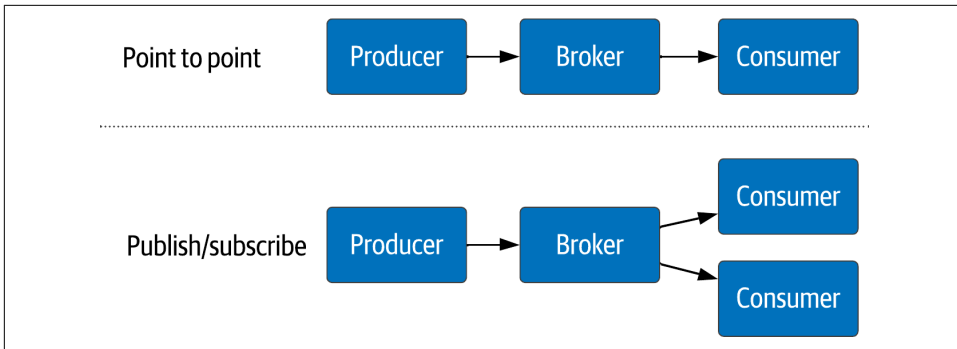 Point to point
Producer
Broker
Consumer
Consumer
Publish/subscribe
Producer
Broker
Consumer